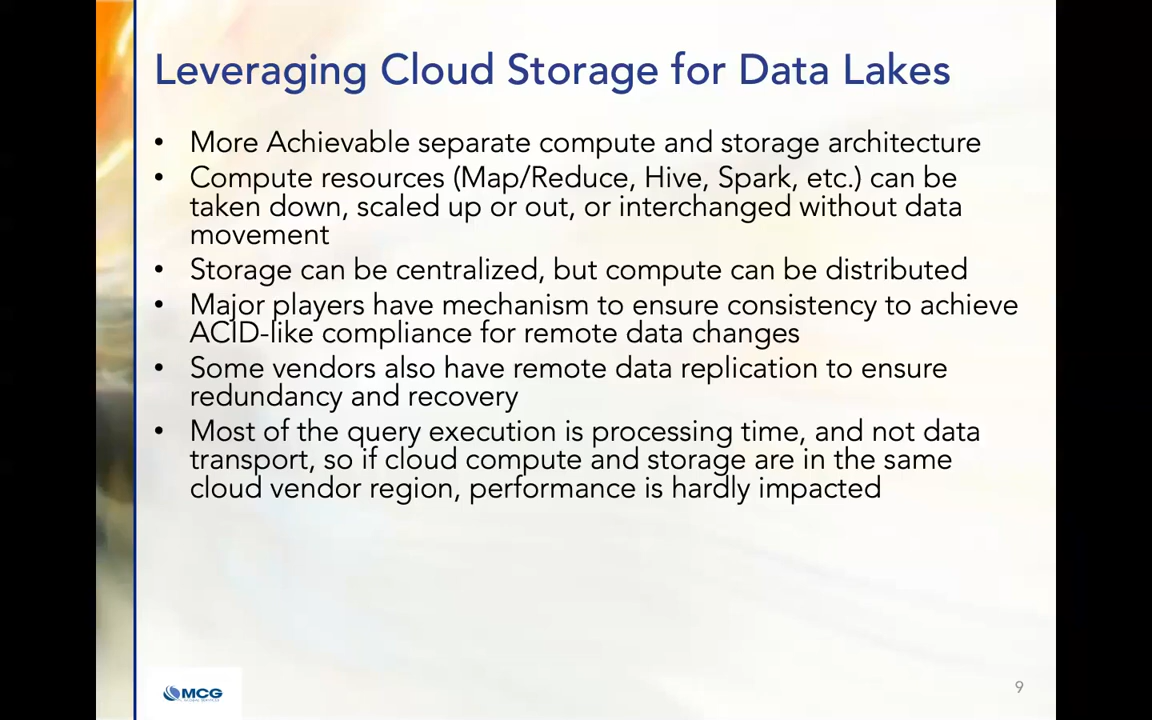 Leveraging Cloud Storage for Data Lakes
• More Achievable separate compute and storage architecture
• Compute resources (Map/Reduce, Hive, Spark, etc.) can be
taken down, scaled up or out, or interchanged without data
movement
• Storage can be centralized, but compute can be distributed
• Major players have mechanism to ensure consistency to achieve
ACID-like compliance for remote data changes
• Some vendors also have remote data replication to ensure
redundancy and recovery
• Most of the query execution is processing time, and not data
transport, so if cloud compute and storage are in the same
cloud vendor region, performance is hardly impacted
MCG
9